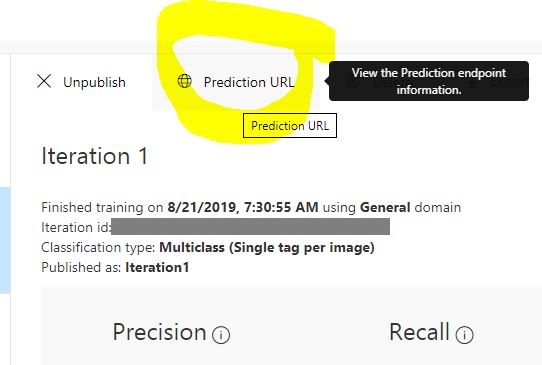 Unpublish
Prediction URL
View the Prediction endpoint
information.
Prediction URL
Iteration 1
Finished training on 8/21/2019, 7:30:55 AM using General domain
Iteration id:
Classification type: Multiclass (Single tag per image)
Published as: Iteration1
Precision
Recall